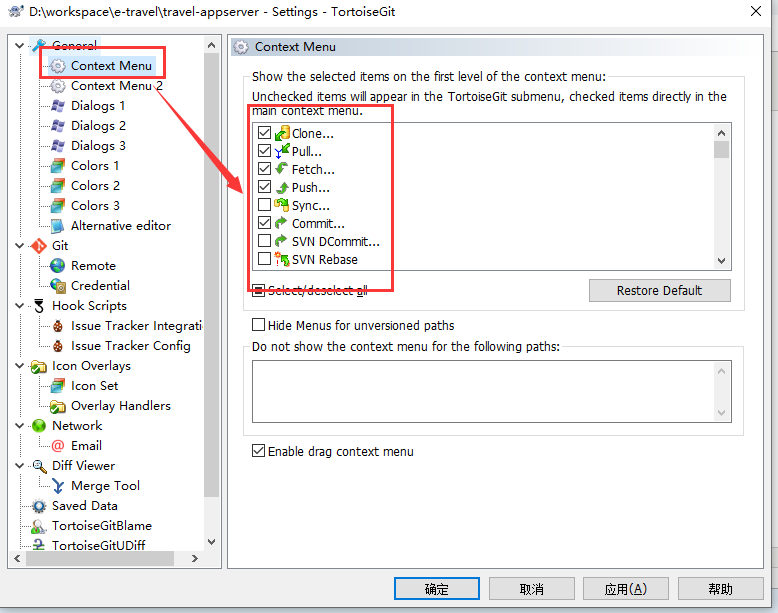 D:\workspace\e-travel\travel-appserver - Settings - TortoiseGit
General
Context Menu
Context Menu 2
Dialogs 1
Dialogs 2
Dialogs 3
Colors 1
Colors 2
Colors 3
Alternative editor
Git
Remote
Credential
Hook Scripts
Issue Tracker Integrati
Issue Tracker Config
Icon Overlays
Icon Set
Overlay Handlers
Network
Email
Diff Viewer
Merge Tool
Saved Data
TortoiseGitBlame
TortoiseGitUDiff
Context Menu
Show the selected items on the first level of the context menu:
Unchecked items will appear in the TortoiseGit submenu, checked items directly in the
main context menu.
Clone...
Pull...
Fetch...
Push...
Sync...
Commit...
SVN DCommit...
SVN Rebase
Select/deselect all
Restore Default
Hide Menus for unversioned paths
Do not show the context menu for the following paths:
Enable drag context menu
确定
取消
应用(A)
帮助